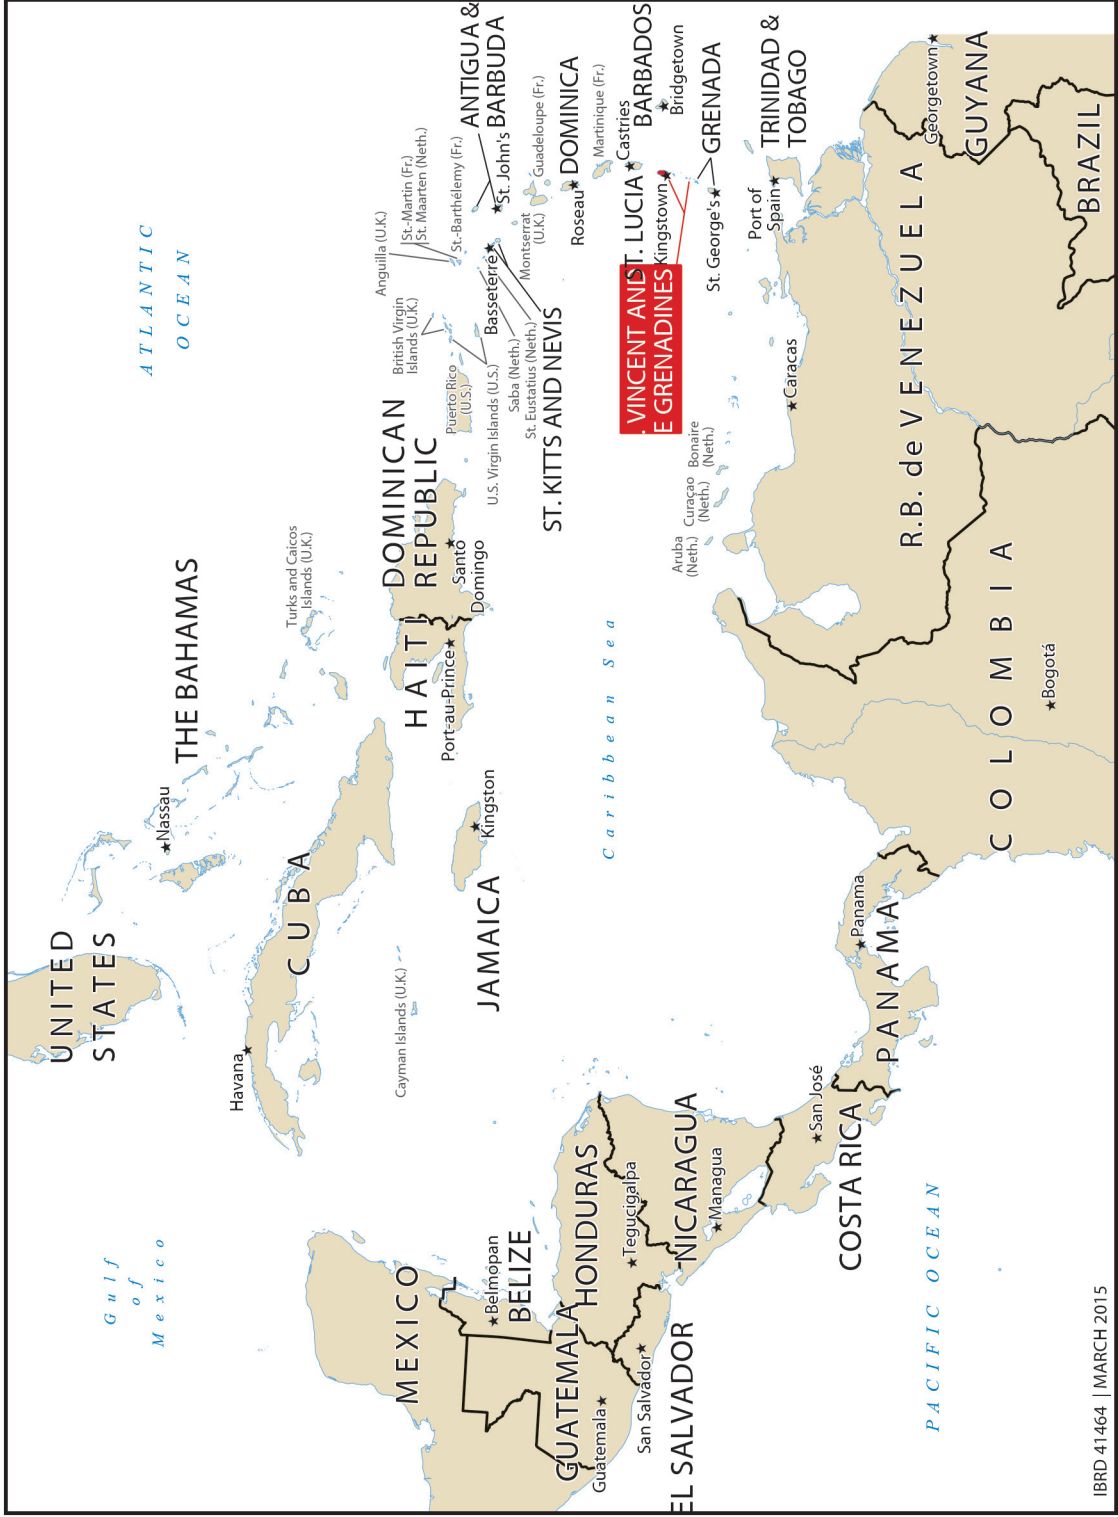 Gulf
of
Mexico
UNITED
STATES
ATLANTIC
OCEAN
Nassau
THE BAHAMAS
Havana
CUBA
Turks and Caicos
Islands (U.K.)
Cayman Islands (U.K.)
MEXICO
HAITI
Port-au-Prince
DOMINICAN
REPUBLIC
Santo
Domingo
Puerto Rico
(U.S.)
British Virgin
Islands (U.K.)
U.S. Virgin Islands (U.S.)
Anguilla (U.K.)
St.-Martin (Fr.)
St. Maarten (Neth.)
St.-Barthélemy (Fr.)
Saba (Neth.)
St. Eustatius (Neth.)
Basseterre
ST. KITTS AND NEVIS
ANTIGUA &
BARBUDA
St. John's
Montserrat
(U.K.)
Guadeloupe (Fr.)
DOMINICA
Roseau
Martinique (Fr.)
Castries
ST. LUCIA
BARBADOS
Bridgetown
Kingstown
. VINCENT AND
E GRENADINES
GRENADA
St. George's
TRINIDAD &
TOBAGO
Port of
Spain
JAMAICA
Kingston
Belmopan
BELIZE
GUATEMALA
Guatemala
HONDURAS
Tegucigalpa
San Salvador
EL SALVADOR
NICARAGUA
Managua
Caribbean Sea
Aruba
(Neth.)
Curaçao
(Neth.)
Bonaire
(Neth.)
Caracas
R.B. de VENEZUELA
Georgetown
GUYANA
BRAZIL
San José
COSTA RICA
Panama
PANAMA
COLOMBIA
Bogotá
PACIFIC OCEAN
IBRD 41464 | MARCH 2015